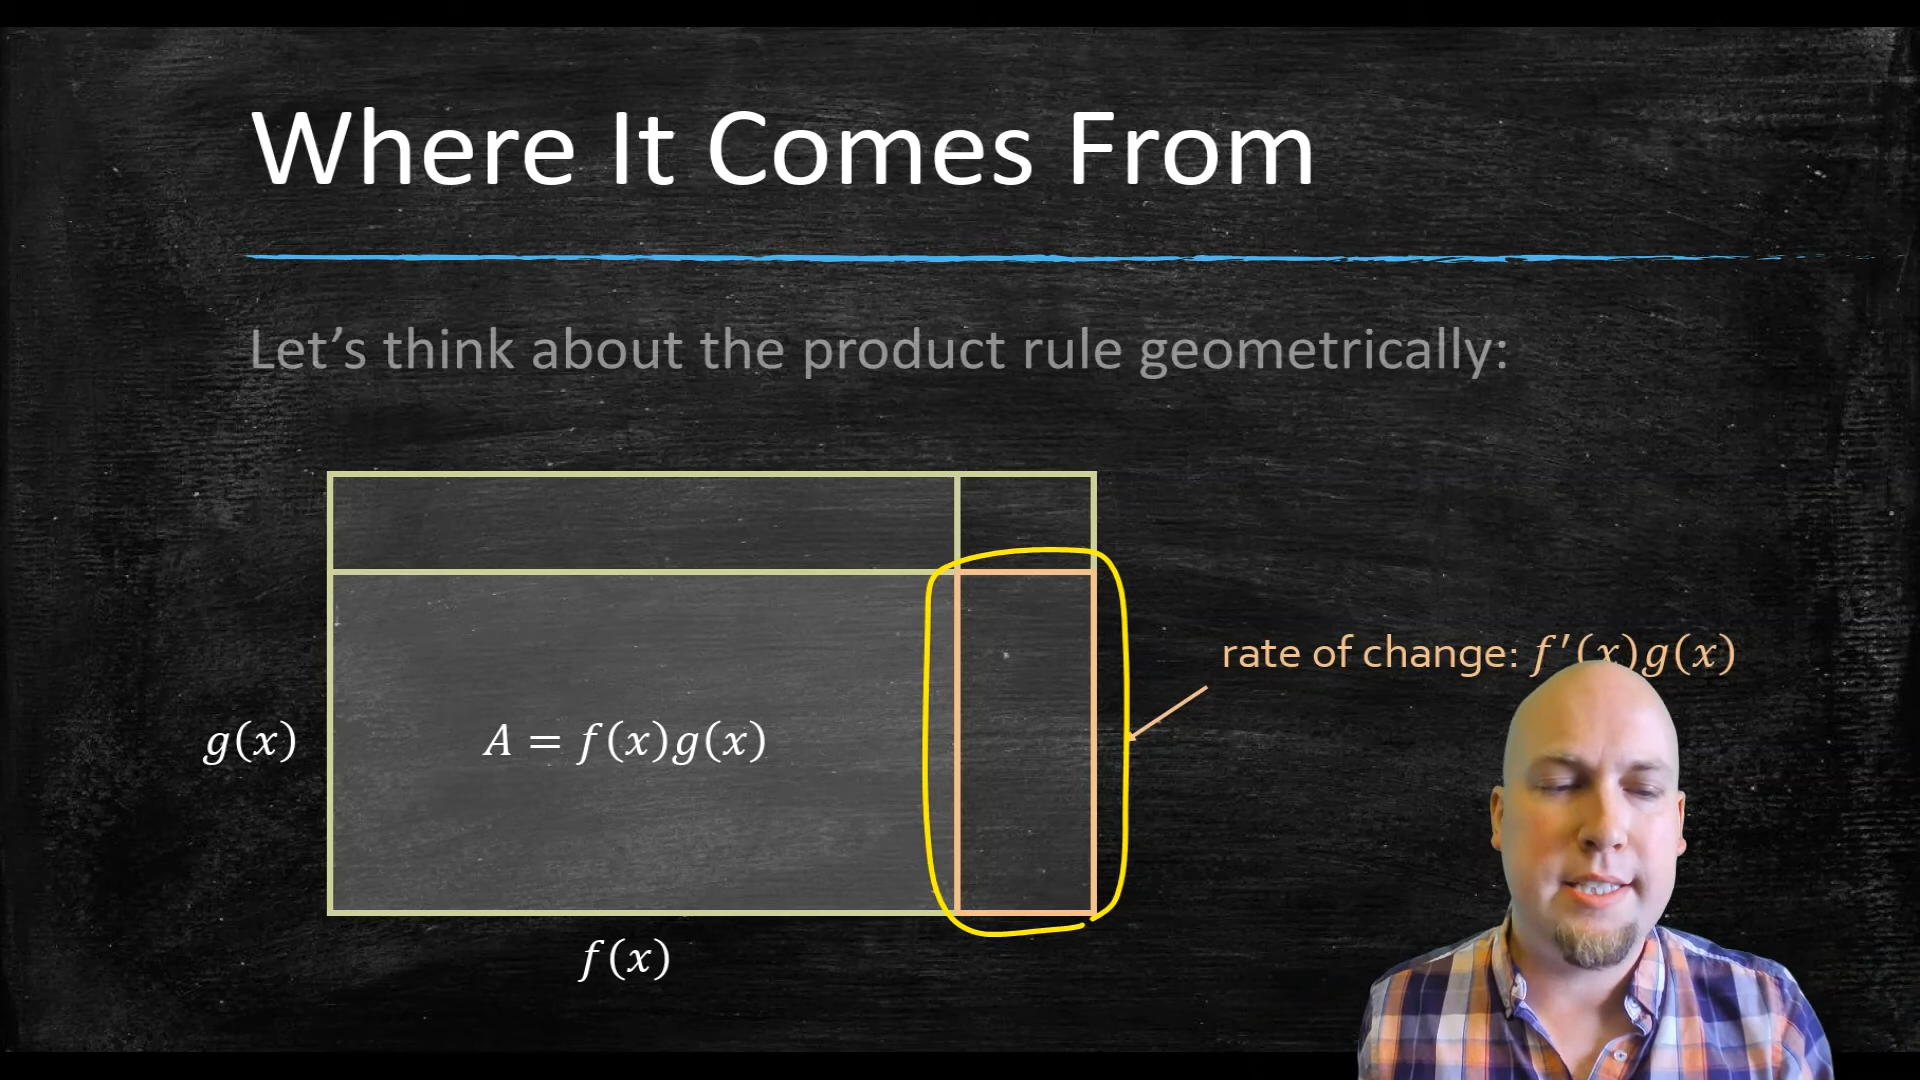 Where It Comes From
Let's think about the product rule geometrically:
rate of change: f′(x)g(x)
g(x)
A = f(x)g(x)
f(x)